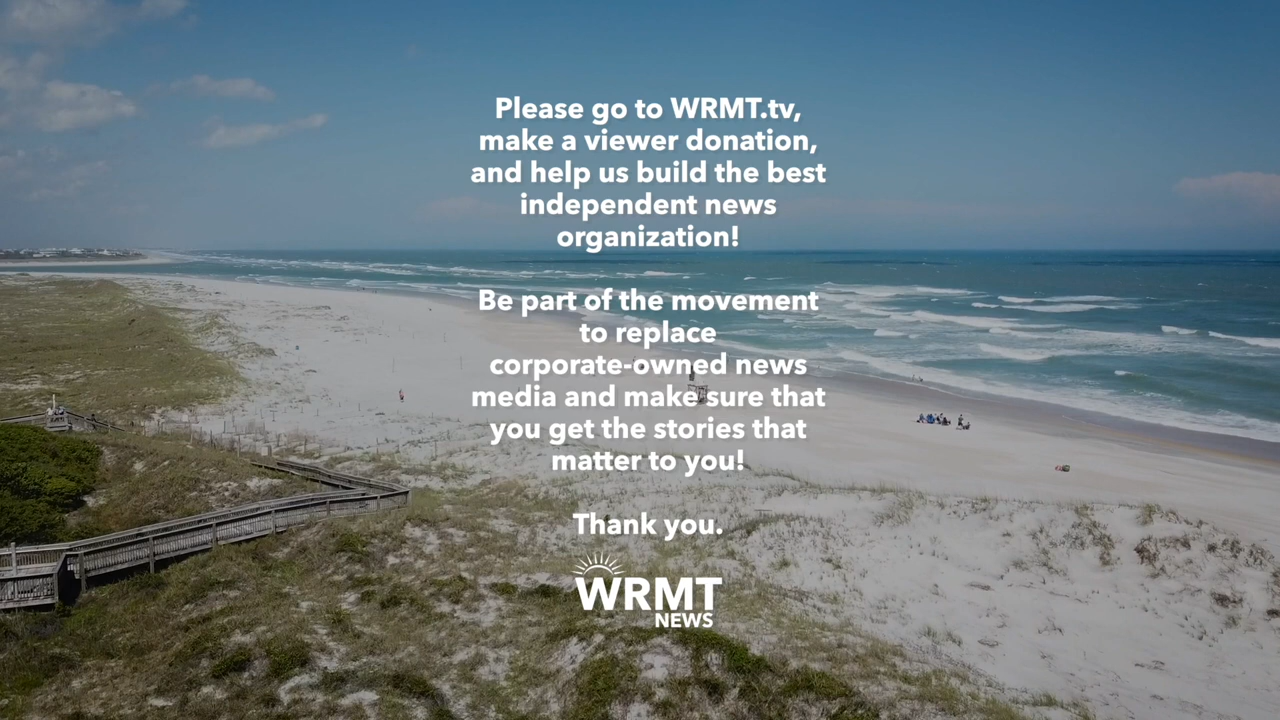 Please go to WRMT.tv,
make a viewer donation,
and help us build the best
independent news
organization!
Be part of the movement
to replace
corporate-owned news
media and make sure that
you get the stories that
matter to you!
Thank you.
WRMT
NEWS